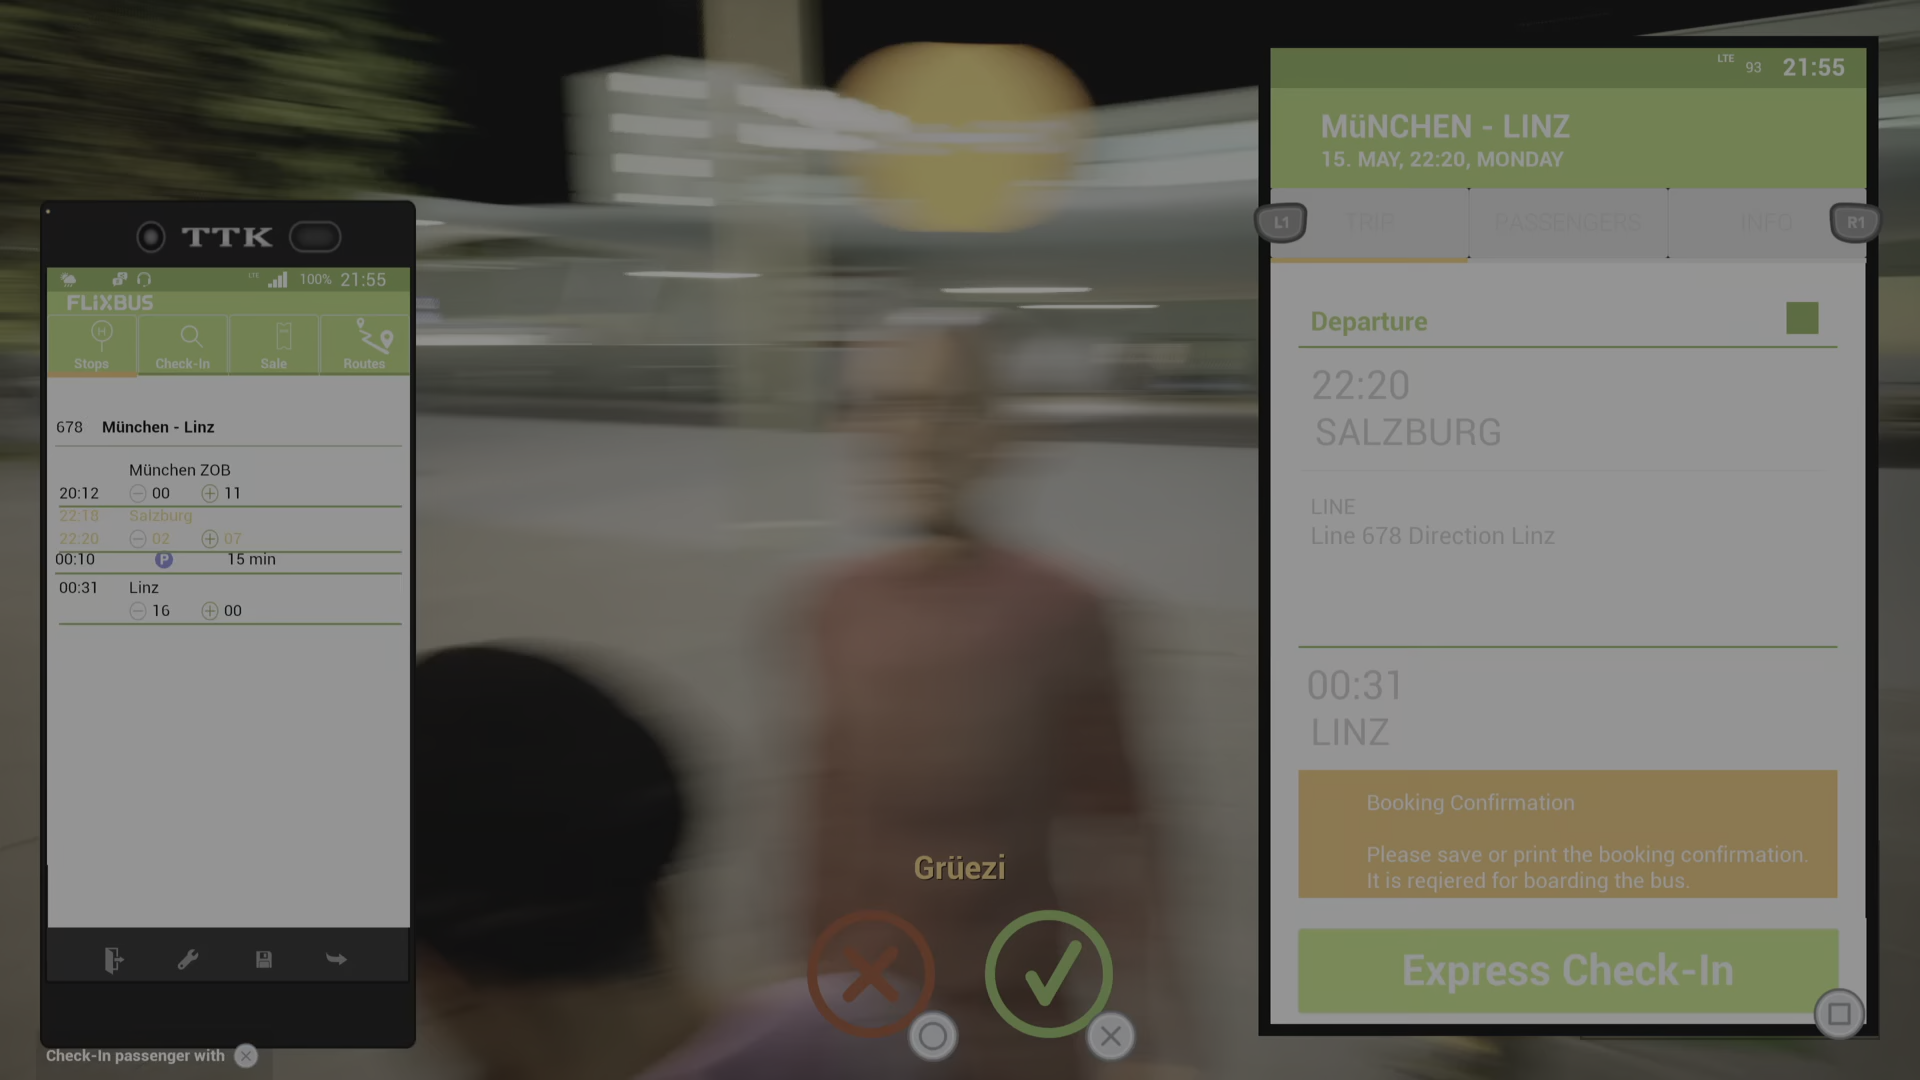 TTK
LTE 100% 21:55
FLiXBUS
Stops Check-In Sale Routes
678 München - Linz
München ZOB
20:12 00 11
22:18 Salzburg
22:20 02 07
00:10 P 15 min
00:31 Linz
16 00
Check-In passenger with
Grüezi
LTE 93 21:55
MüNCHEN - LINZ
15. MAY, 22:20, MONDAY
L1 TRIP PASSENGERS INFO R1
Departure
22:20
SALZBURG
LINE
Line 678 Direction Linz
00:31
LINZ
Booking Confirmation
Please save or print the booking confirmation.
It is reqiered for boarding the bus.
Express Check-In